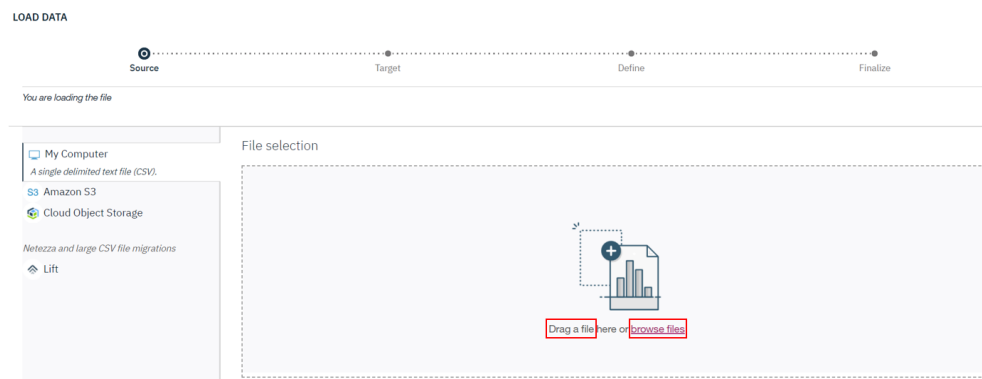 LOAD DATA
Source
Target
Define
Finalize
You are loading the file
My Computer
A single delimited text file (CSV).
S3 Amazon S3
Cloud Object Storage
Netezza and large CSV file migrations
Lift
File selection
Drag a file here or browse files